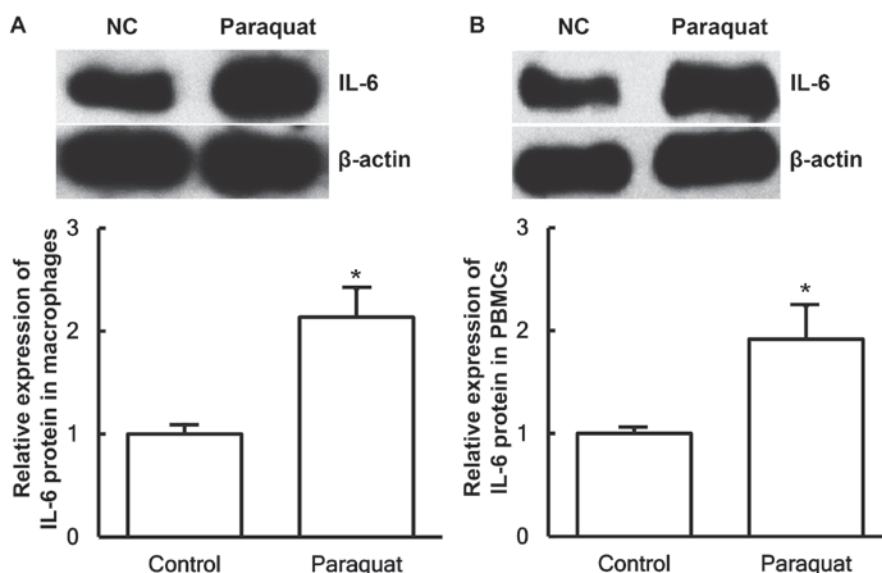 A
NC Paraquat
IL-6
β-actin
Relative expression of
IL-6 protein in macrophages
3
2
1
0
*
Control Paraquat
B
NC Paraquat
IL-6
β-actin
Relative expression of
IL-6 protein in PBMCs
3
2
1
0
*
Control Paraquat